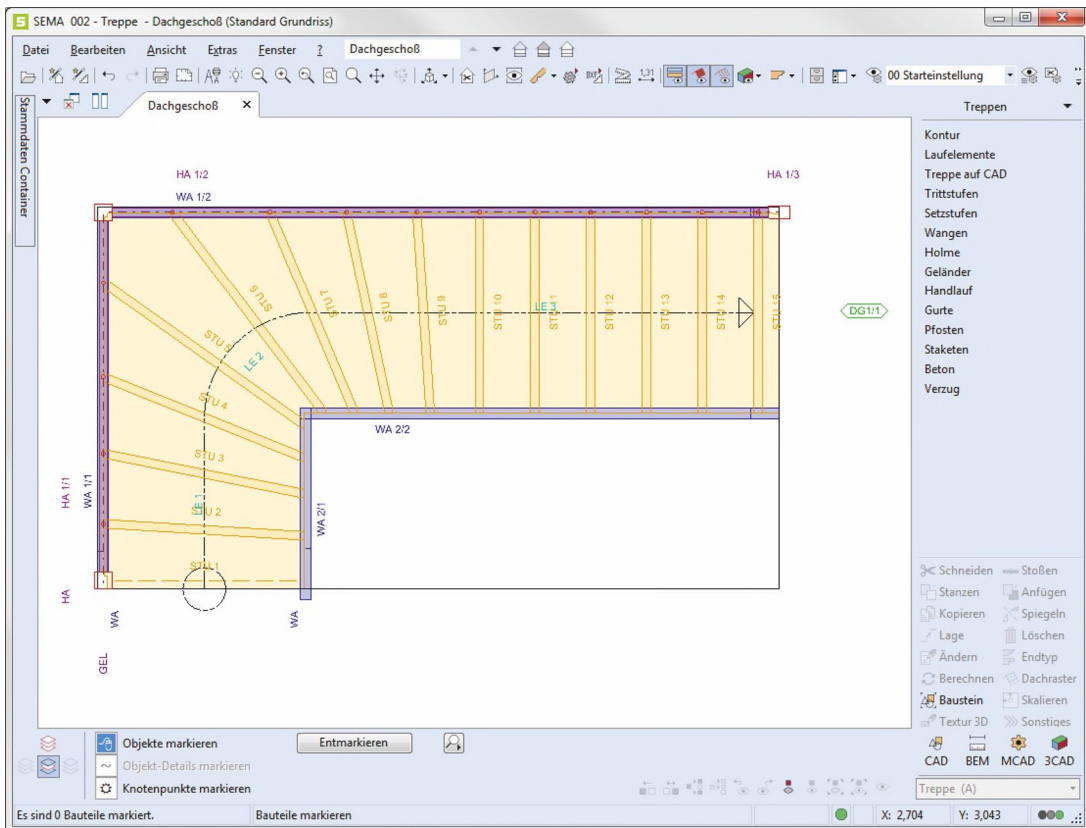 SEMA 002 - Treppe - Dachgeschoß (Standard Grundriss)
Datei Bearbeiten Ansicht Extras Fenster ? Dachgeschoß
1,31 00 Starteinstellung
Stammdaten Container
Dachgeschoß
Treppen
Kontur
Laufelemente
Treppe auf CAD
Trittstufen
Setzstufen
Wangen
Holme
Geländer
Handlauf
Gurte
Pfosten
Staketen
Beton
Verzug
HA 1/2
HA 1/3
WA 1/2
STU 6
STU 7
STU 8
STU 9
STU 10
LE 3
STU 11
STU 12
STU 13
STU 14
STU 15
DG1/1
STU 5
LE 2
STU 4
WA 2/2
STU 3
HA 1/1
WA 1/1
LE 1
STU 2
WA 2/1
STU 1
HA
WA
WA
GEL
Schneiden Stoßen
Stanzen Anfügen
Kopieren Spiegeln
Lage Löschen
Ändern Endtyp
Berechnen Dachraster
Baustein Skalieren
Textur 3D Sonstiges
CAD BEM MCAD 3CAD
Treppe (A)
Objekte markieren Entmarkieren
Objekt-Details markieren
Knotenpunkte markieren
Es sind 0 Bauteile markiert. Bauteile markieren X: 2,704 Y: 3,043